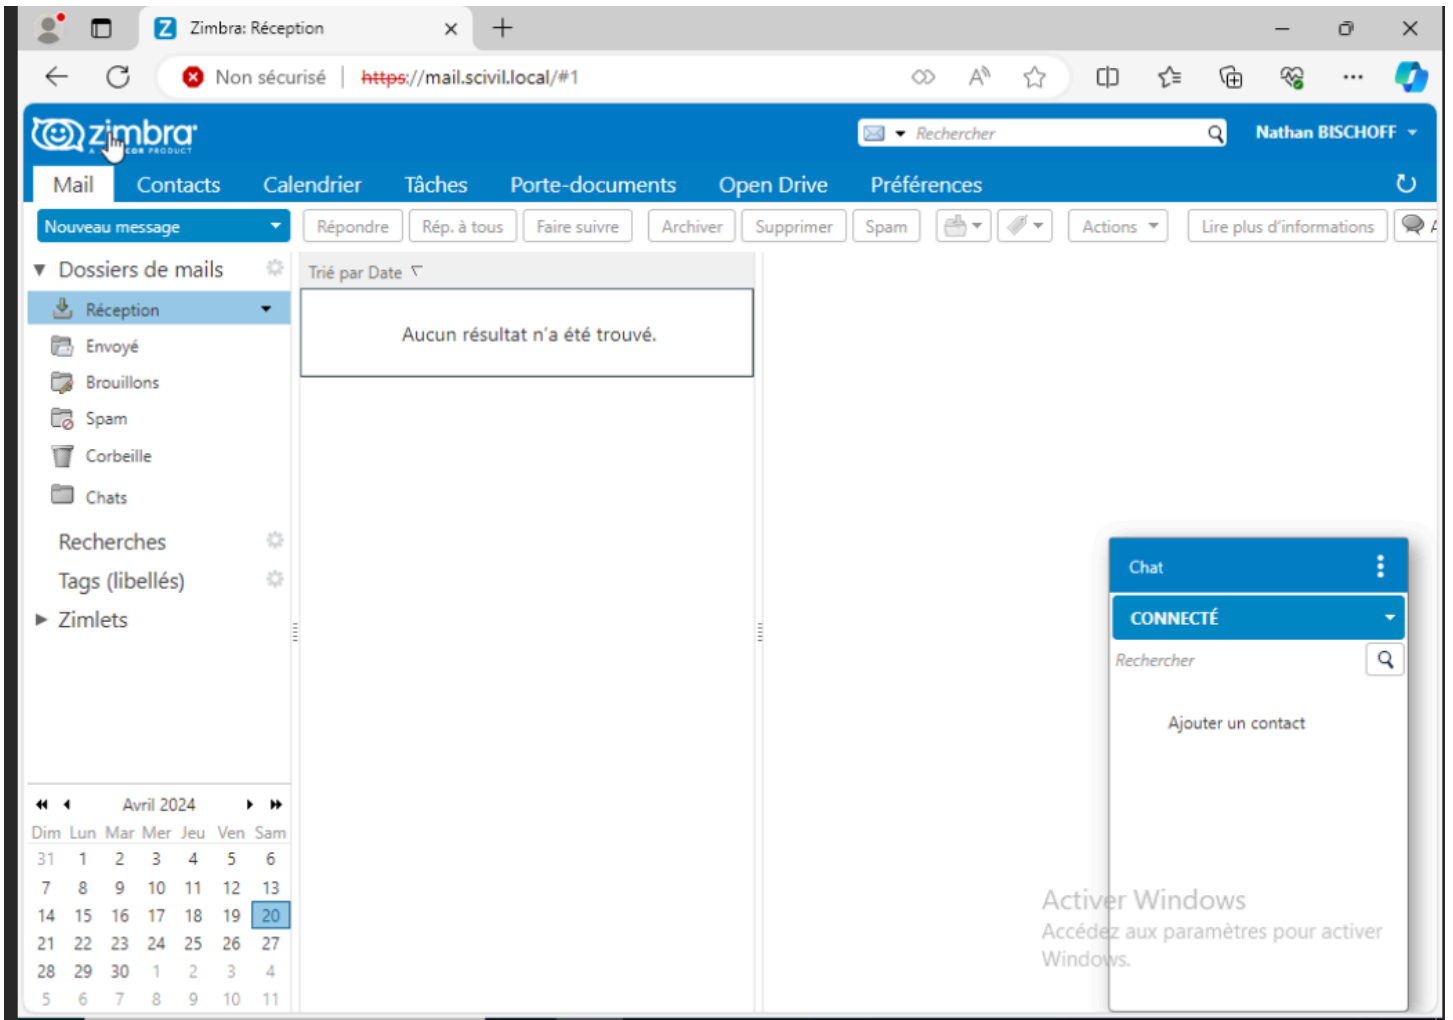 Zimbra: Réception
Non sécurisé | https://mail.scivil.local/#1
zimbra
Rechercher
Nathan BISCHOFF
Mail Contacts Calendrier Tâches Porte-documents Open Drive Préférences
Nouveau message Répondre Rép. à tous Faire suivre Archiver Supprimer Spam Actions Lire plus d'informations
Dossiers de mails
Trié par Date
Réception
Aucun résultat n'a été trouvé.
Envoyé
Brouillons
Spam
Corbeille
Chats
Recherches
Tags (libellés)
Zimlets
Chat
CONNECTÉ
Rechercher
Ajouter un contact
Avril 2024
Dim Lun Mar Mer Jeu Ven Sam
31 1 2 3 4 5 6
7 8 9 10 11 12 13
14 15 16 17 18 19 20
21 22 23 24 25 26 27
28 29 30 1 2 3 4
5 6 7 8 9 10 11
Activer Windows
Accédez aux paramètres pour activer
Windows.